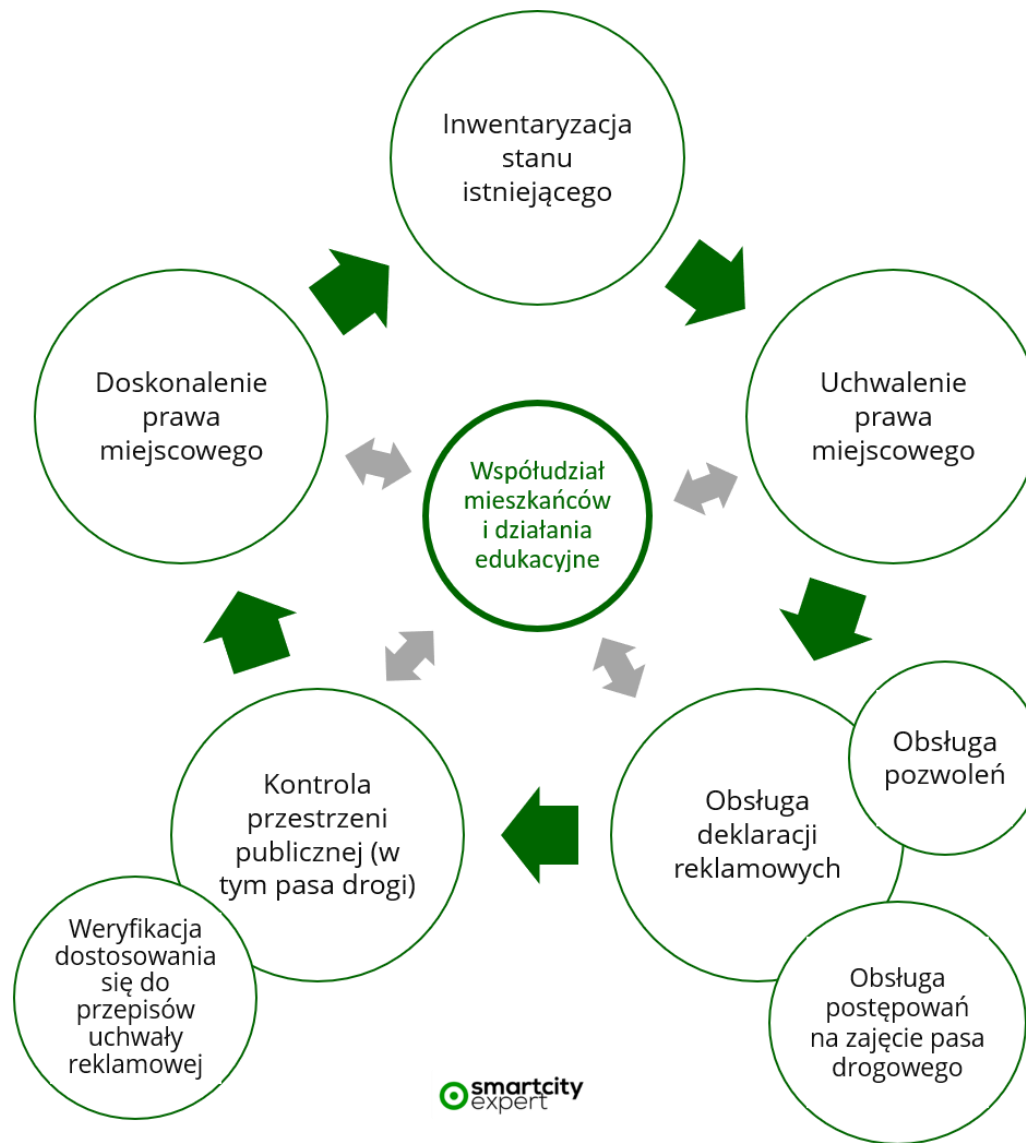 Inwentaryzacja
stanu
istniejącego
Doskonalenie
prawa
miejscowego
Uchwalenie
prawa
miejscowego
Współudział
mieszkańców
i działania
edukacyjne
Obsługa
pozwoleń
Kontrola
przestrzeni
publicznej (w
tym pasa drogi)
Obsługa
deklaracji
reklamowych
Weryfikacja
dostosowania
się do
przepisów
uchwały
reklamowej
Obsługa
postępowań
na zajęcie pasa
drogowego
smartcity
expert